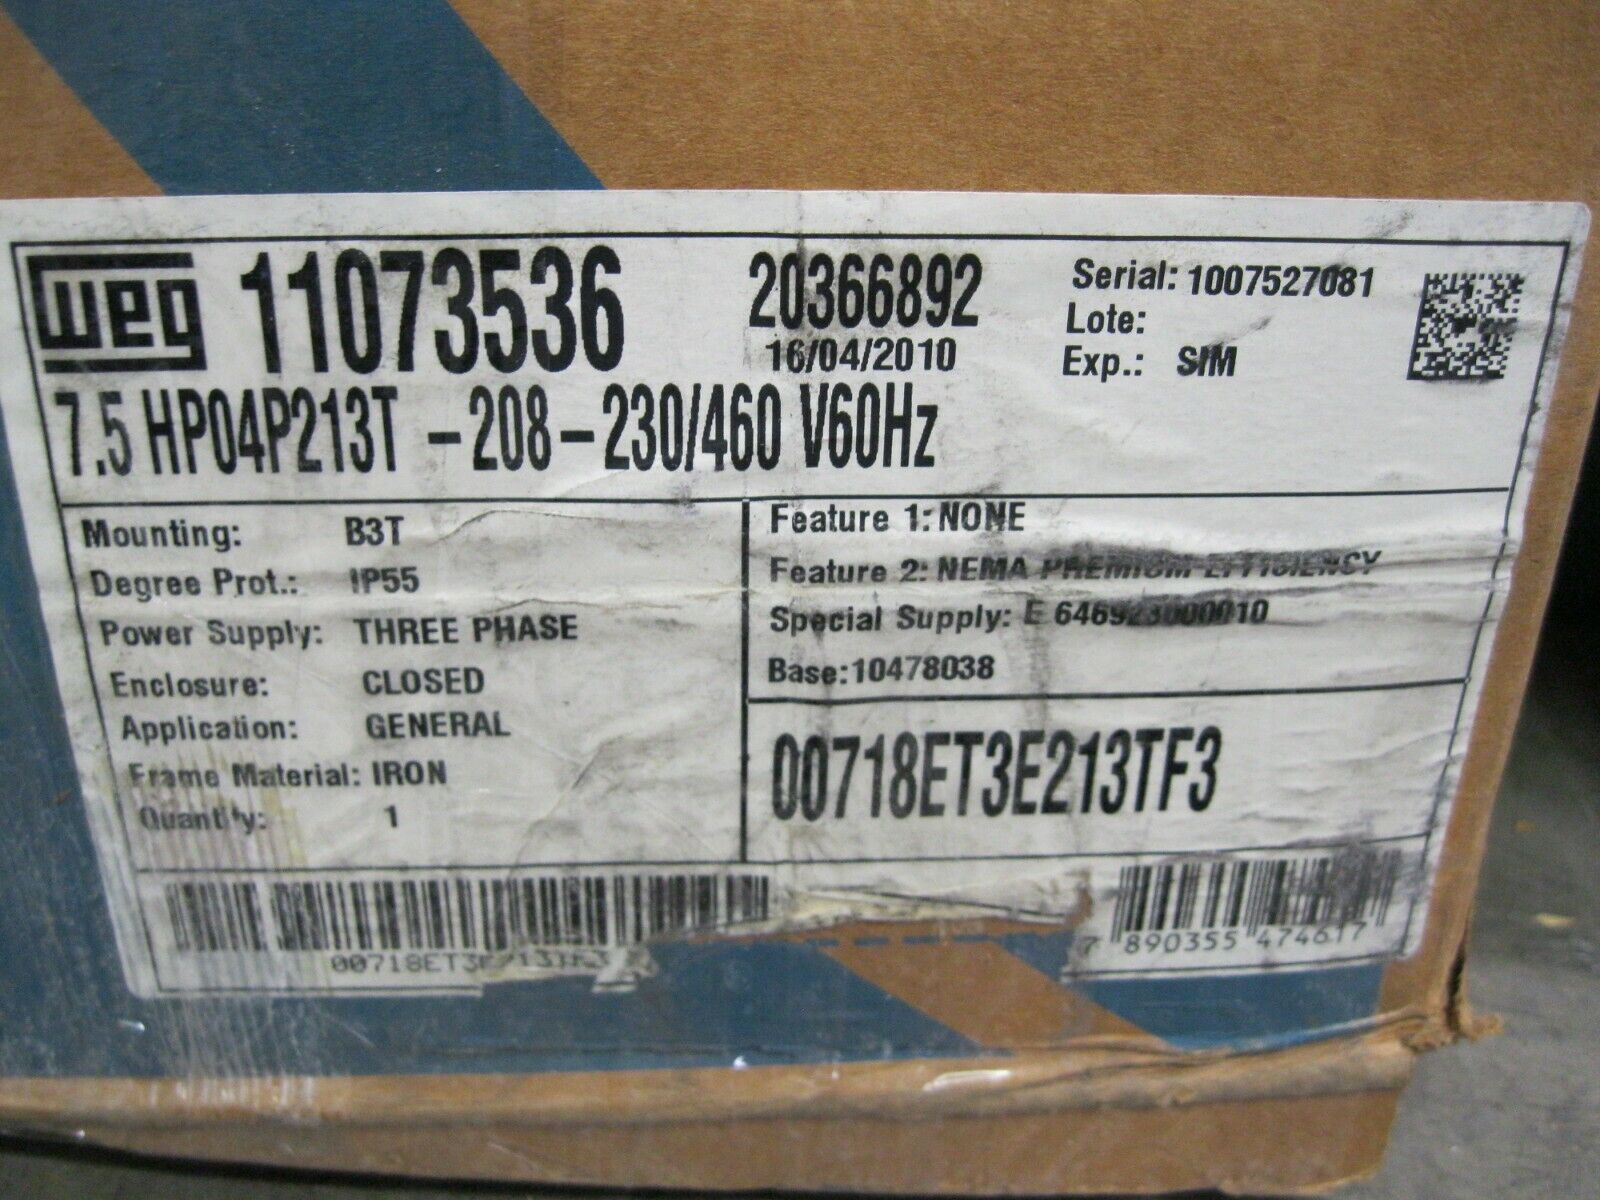 weg 11073536 20366892 Serial: 1007527081
16/04/2010 Lote:
Exp.: SIM
7.5 HP04P213T -208-230/460 V60Hz
Mounting: B3T
Degree Prot.: IP55
Power Supply: THREE PHASE
Enclosure: CLOSED
Application: GENERAL
Frame Material: IRON
Quantity: 1
Feature 1: NONE
Feature 2: NEMA PREMIUM EFFICIENCY
Special Supply: E 646923000010
Base:10478038
00718ET3E213TF3
00718ET3E213TF3
7 890355 474617